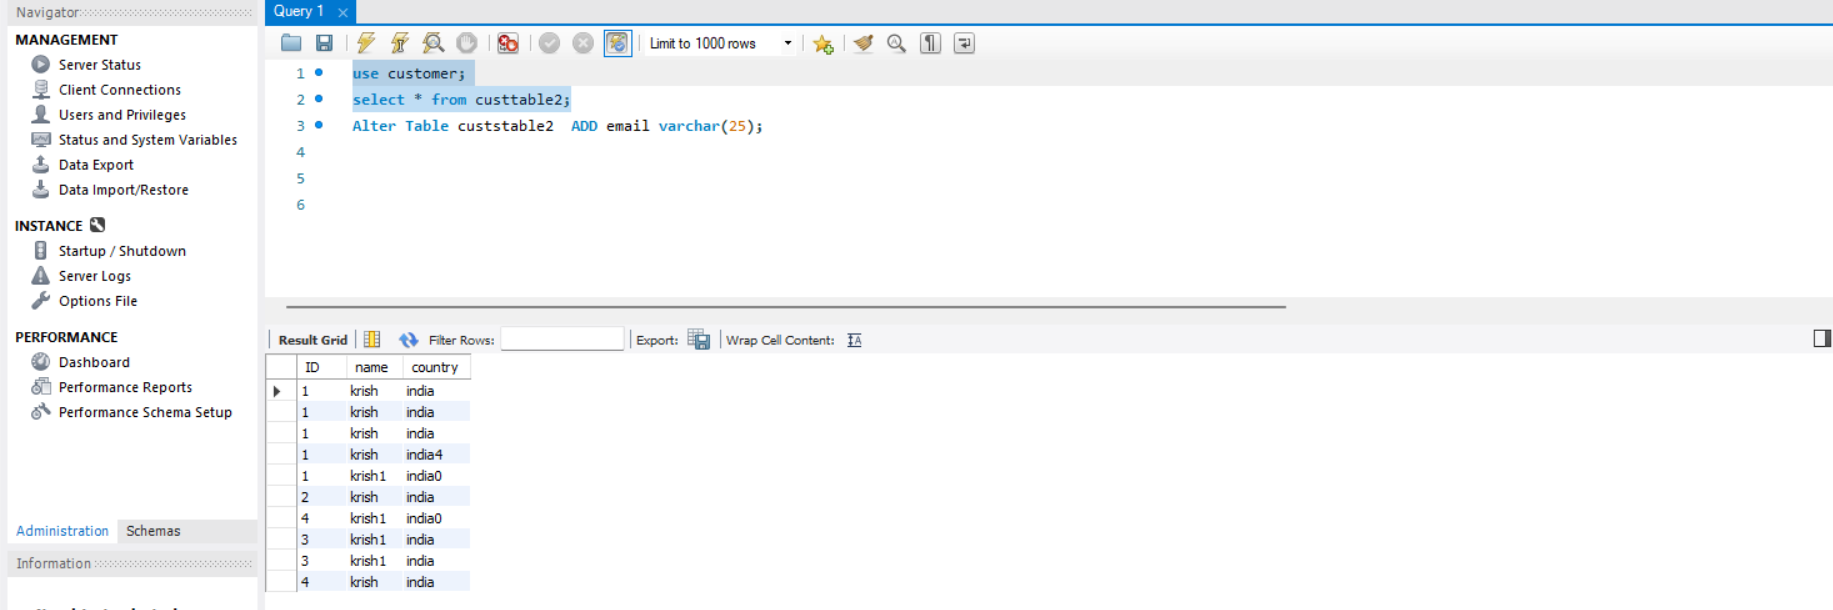 Navigator
MANAGEMENT
Server Status
Client Connections
Users and Privileges
Status and System Variables
Data Export
Data Import/Restore
INSTANCE
Startup / Shutdown
Server Logs
Options File
PERFORMANCE
Dashboard
Performance Reports
Performance Schema Setup
Administration Schemas
Information
Query 1
Limit to 1000 rows
1 use customer;
2 select * from custtable2;
3 Alter Table custstable2  ADD email varchar(25);
4
5
6
Result Grid Filter Rows: Export: Wrap Cell Content:
ID name country
1 krish india
1 krish india
1 krish india
1 krish india4
1 krish1 india0
2 krish india
4 krish1 india0
3 krish1 india
3 krish1 india
4 krish india